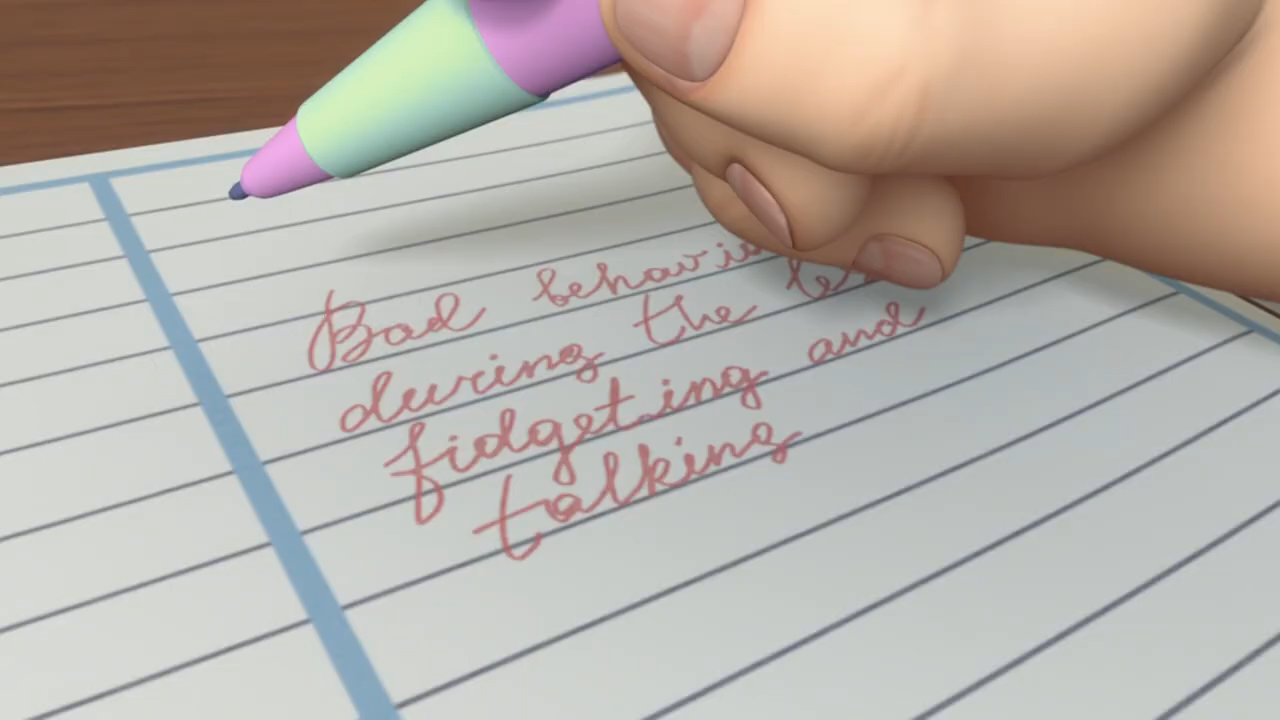 Bad
during the
fidgeting and
talking